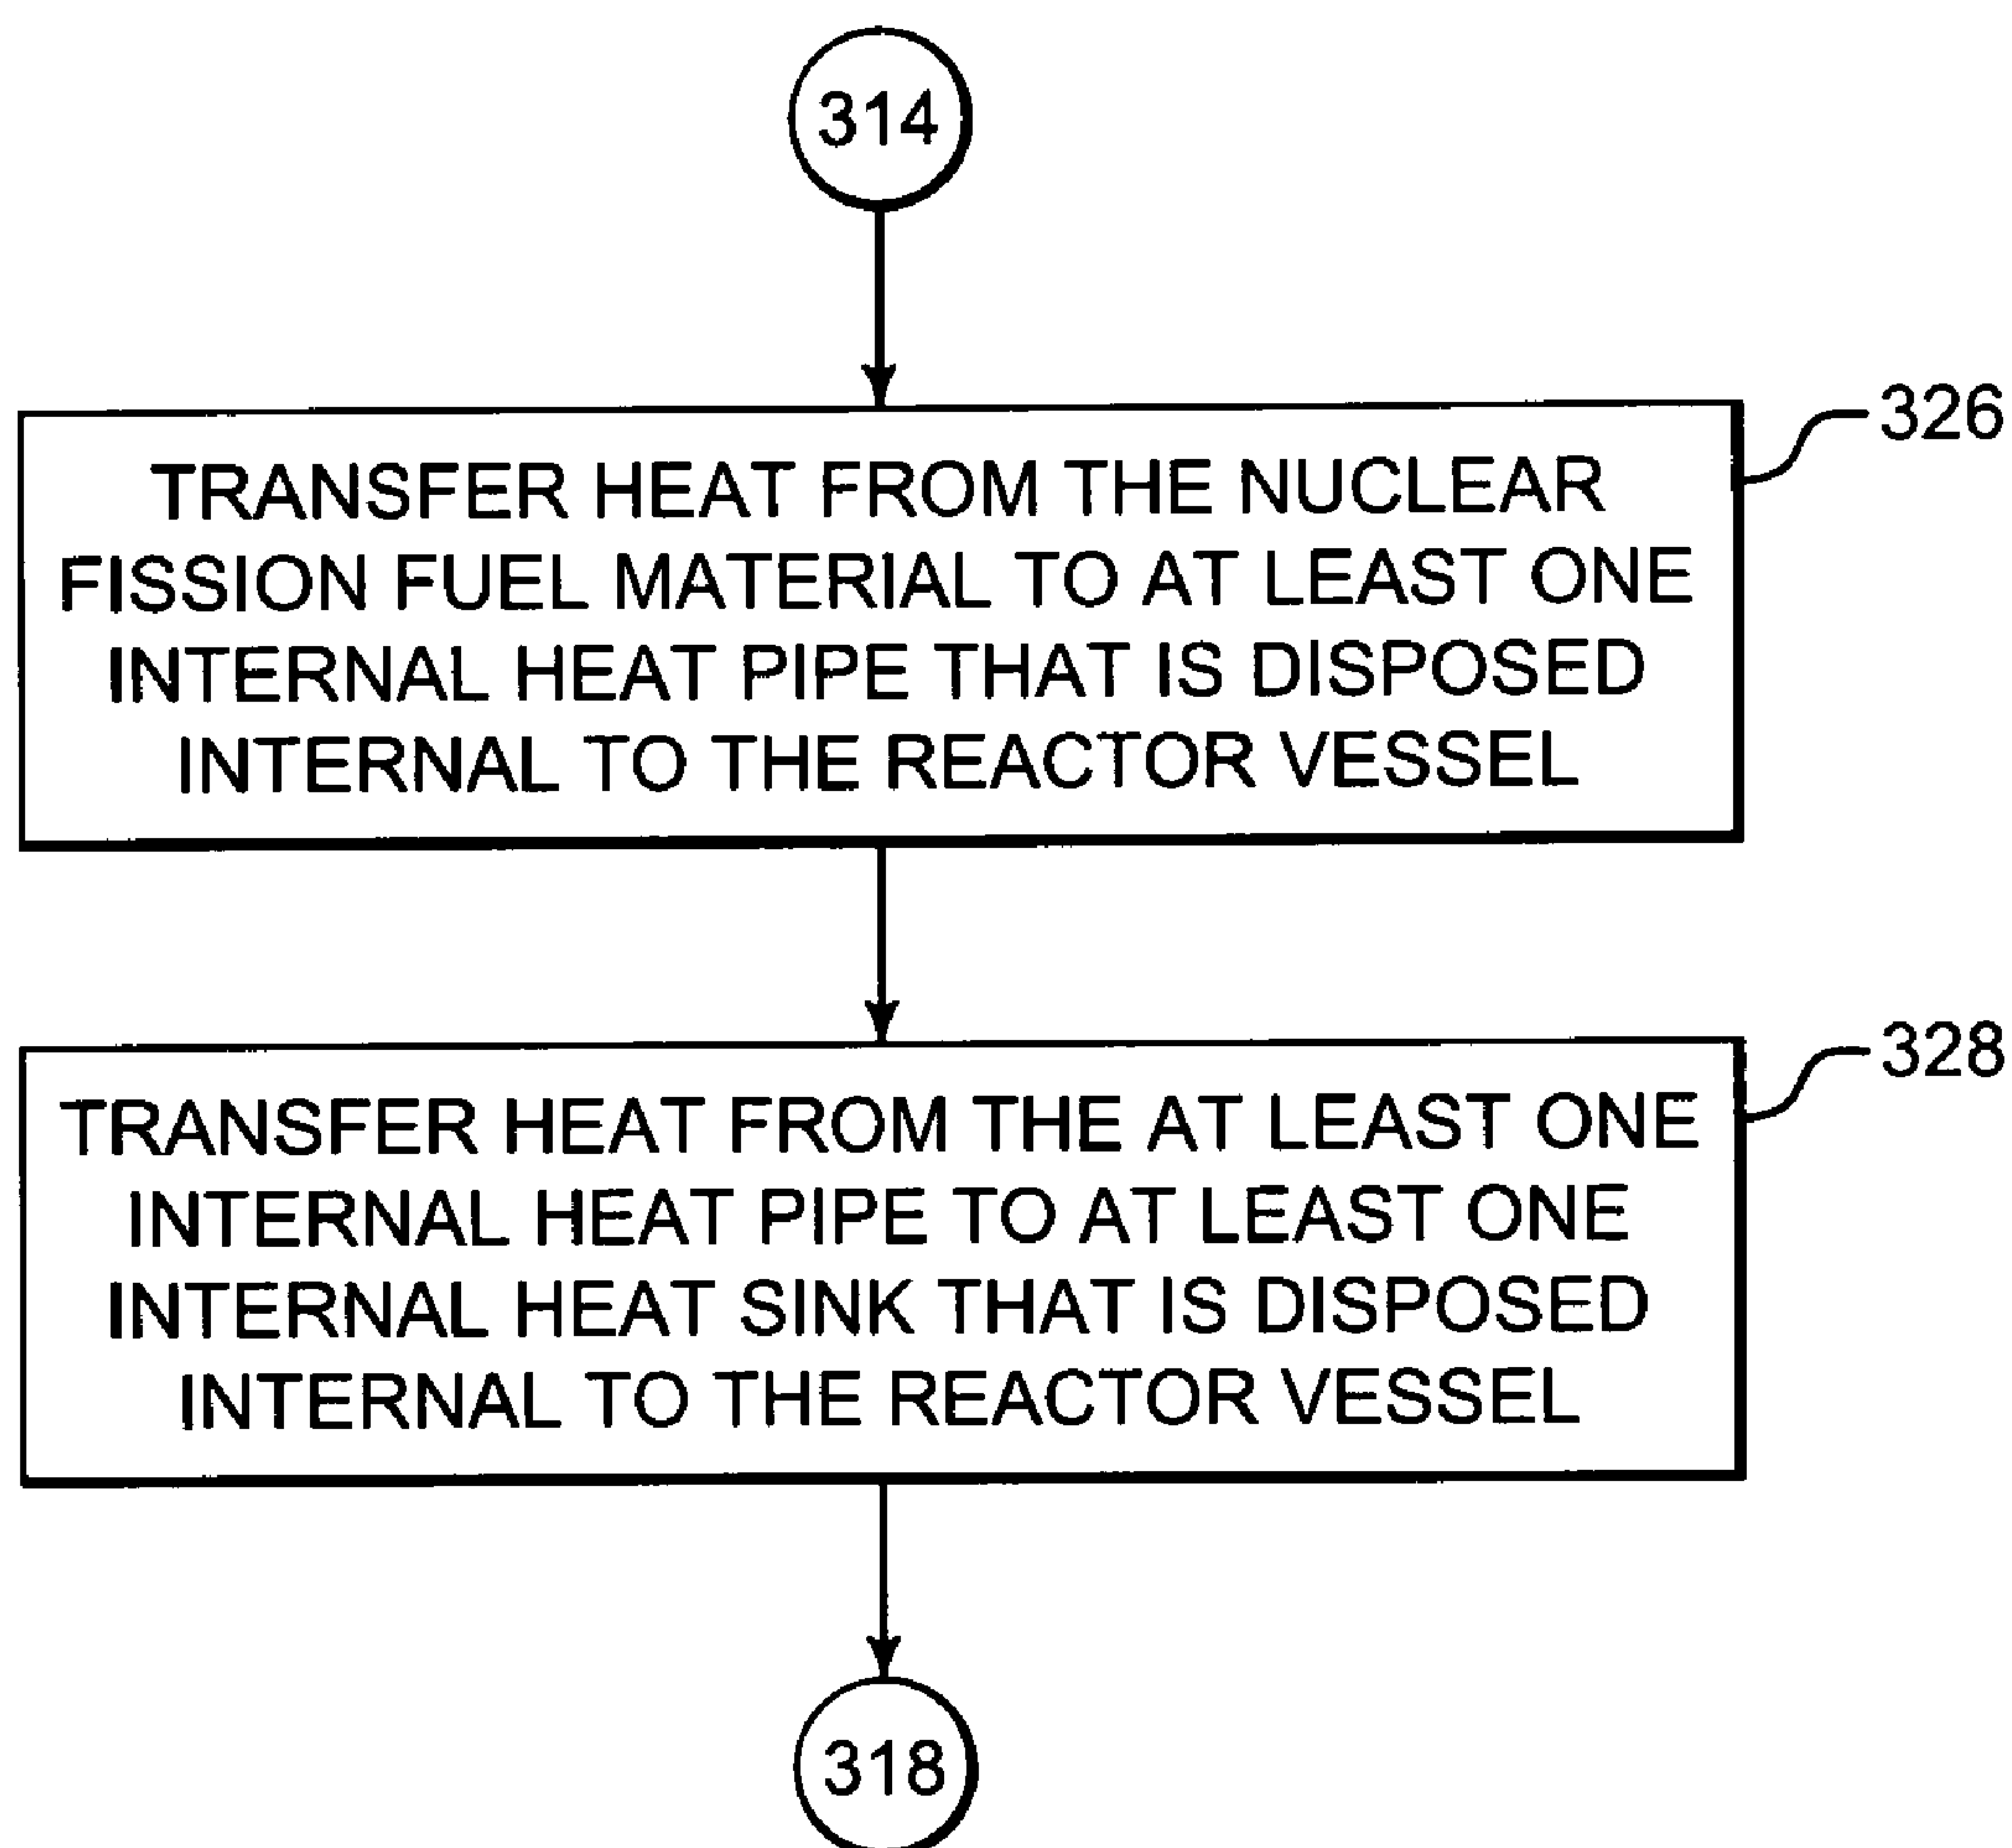 314
326
TRANSFER HEAT FROM THE NUCLEAR
FISSION FUEL MATERIAL TO AT LEAST ONE
INTERNAL HEAT PIPE THAT IS DISPOSED
INTERNAL TO THE REACTOR VESSEL
328
TRANSFER HEAT FROM THE AT LEAST ONE
INTERNAL HEAT PIPE TO AT LEAST ONE
INTERNAL HEAT SINK THAT IS DISPOSED
INTERNAL TO THE REACTOR VESSEL
318